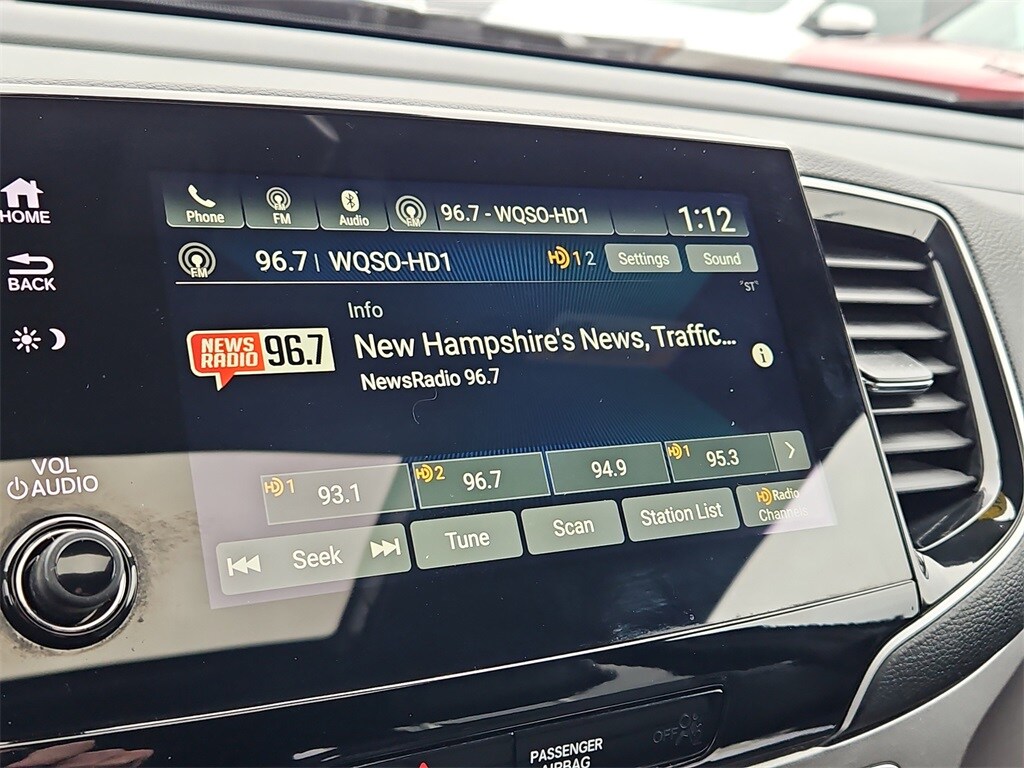 HOME
BACK
VOL
AUDIO
Phone
FM
Audio
FM
96.7 - WQSO-HD1
1:12
FM
96.7 | WQSO-HD1
HD 1 2
Settings
Sound
"ST"
Info
NEWS
RADIO 96.7
New Hampshire's News, Traffic...
i
NewsRadio 96.7
HD 1 93.1
HD 2 96.7
94.9
HD 1 95.3
Seek
Tune
Scan
Station List
HD Radio
Channels
PASSENGER
AIRBAG
OFF